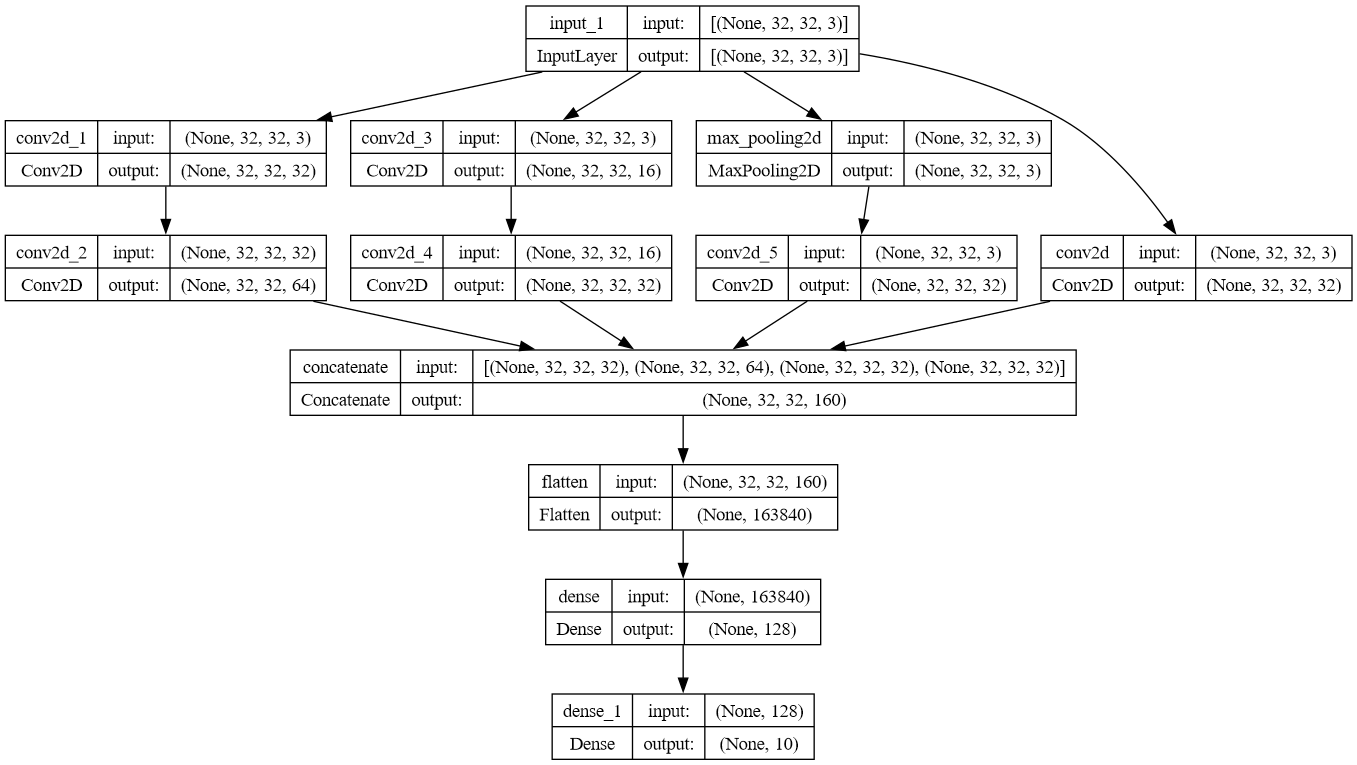 input_1 input: [(None, 32, 32, 3)]
InputLayer output: [(None, 32, 32, 3)]
conv2d_1 input: (None, 32, 32, 3)
Conv2D output: (None, 32, 32, 32)
conv2d_3 input: (None, 32, 32, 3)
Conv2D output: (None, 32, 32, 16)
max_pooling2d input: (None, 32, 32, 3)
MaxPooling2D output: (None, 32, 32, 3)
conv2d_2 input: (None, 32, 32, 32)
Conv2D output: (None, 32, 32, 64)
conv2d_4 input: (None, 32, 32, 16)
Conv2D output: (None, 32, 32, 32)
conv2d_5 input: (None, 32, 32, 3)
Conv2D output: (None, 32, 32, 32)
conv2d input: (None, 32, 32, 3)
Conv2D output: (None, 32, 32, 32)
concatenate input: [(None, 32, 32, 32), (None, 32, 32, 64), (None, 32, 32, 32), (None, 32, 32, 32)]
Concatenate output: (None, 32, 32, 160)
flatten input: (None, 32, 32, 160)
Flatten output: (None, 163840)
dense input: (None, 163840)
Dense output: (None, 128)
dense_1 input: (None, 128)
Dense output: (None, 10)